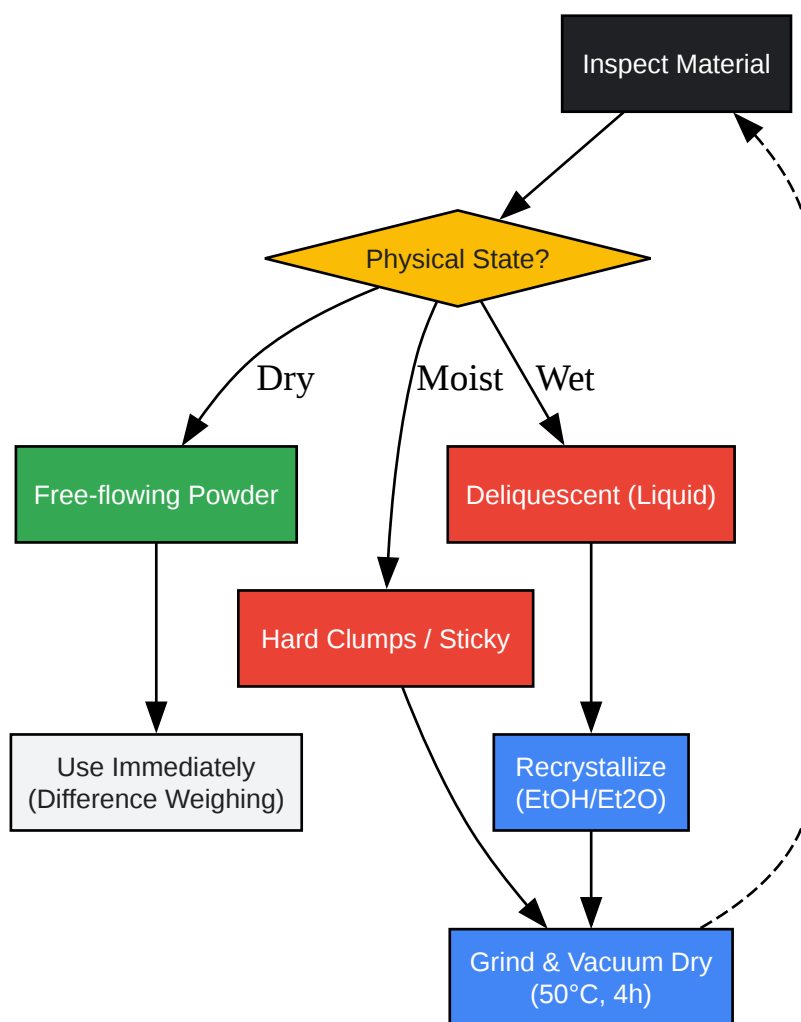 Inspect Material
Physical State?
Dry
Moist
Wet
Free-flowing Powder
Deliquescent (Liquid)
Hard Clumps / Sticky
Use Immediately
(Difference Weighing)
Recrystallize
(EtOH/Et2O)
Grind & Vacuum Dry
(50°C, 4h)